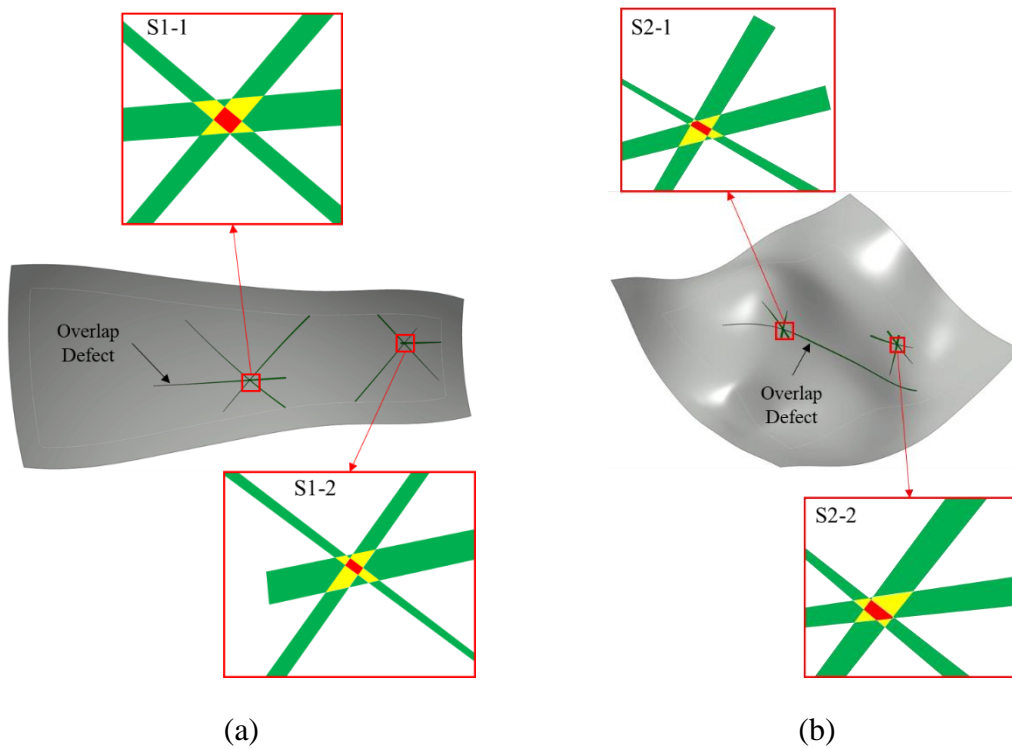 S1-1
S2-1
Overlap
Defect
Overlap
Defect
S1-2
S2-2
(a)
(b)